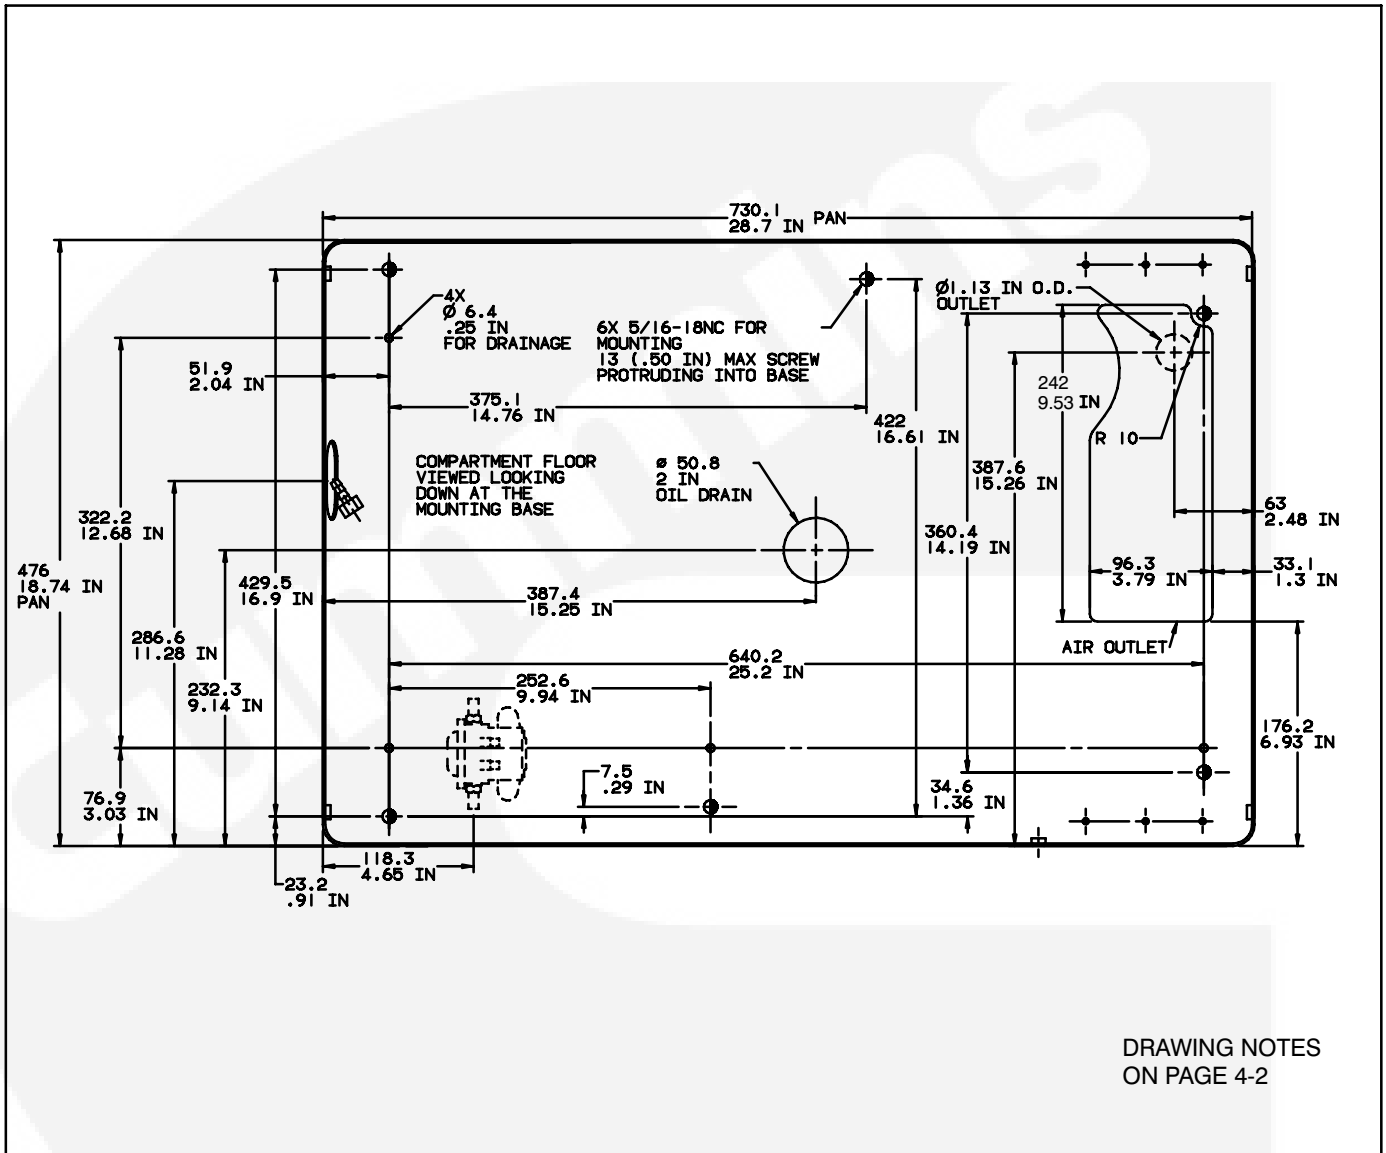 730.1 PAN
28.7 IN
4X
Ø 6.4
.25 IN
FOR DRAINAGE
6X 5/16-18NC FOR
MOUNTING
13 (.50 IN) MAX SCREW
PROTRUDING INTO BASE
Ø1.13 IN O.D.
OUTLET
51.9
2.04 IN
375.1
14.76 IN
242
9.53 IN
422
16.61 IN
R 10
COMPARTMENT FLOOR
VIEWED LOOKING
DOWN AT THE
MOUNTING BASE
ø 50.8
2 IN
OIL DRAIN
387.6
15.26 IN
63
2.48 IN
322.2
12.68 IN
360.4
14.19 IN
476
18.74 IN
PAN
429.5
16.9 IN
387.4
15.25 IN
96.3
3.79 IN
33.1
1.3 IN
286.6
11.28 IN
AIR OUTLET
640.2
25.2 IN
232.3
9.14 IN
252.6
9.94 IN
176.2
6.93 IN
76.9
3.03 IN
7.5
.29 IN
34.6
1.36 IN
118.3
4.65 IN
23.2
.91 IN
DRAWING NOTES
ON PAGE 4-2
Cummins